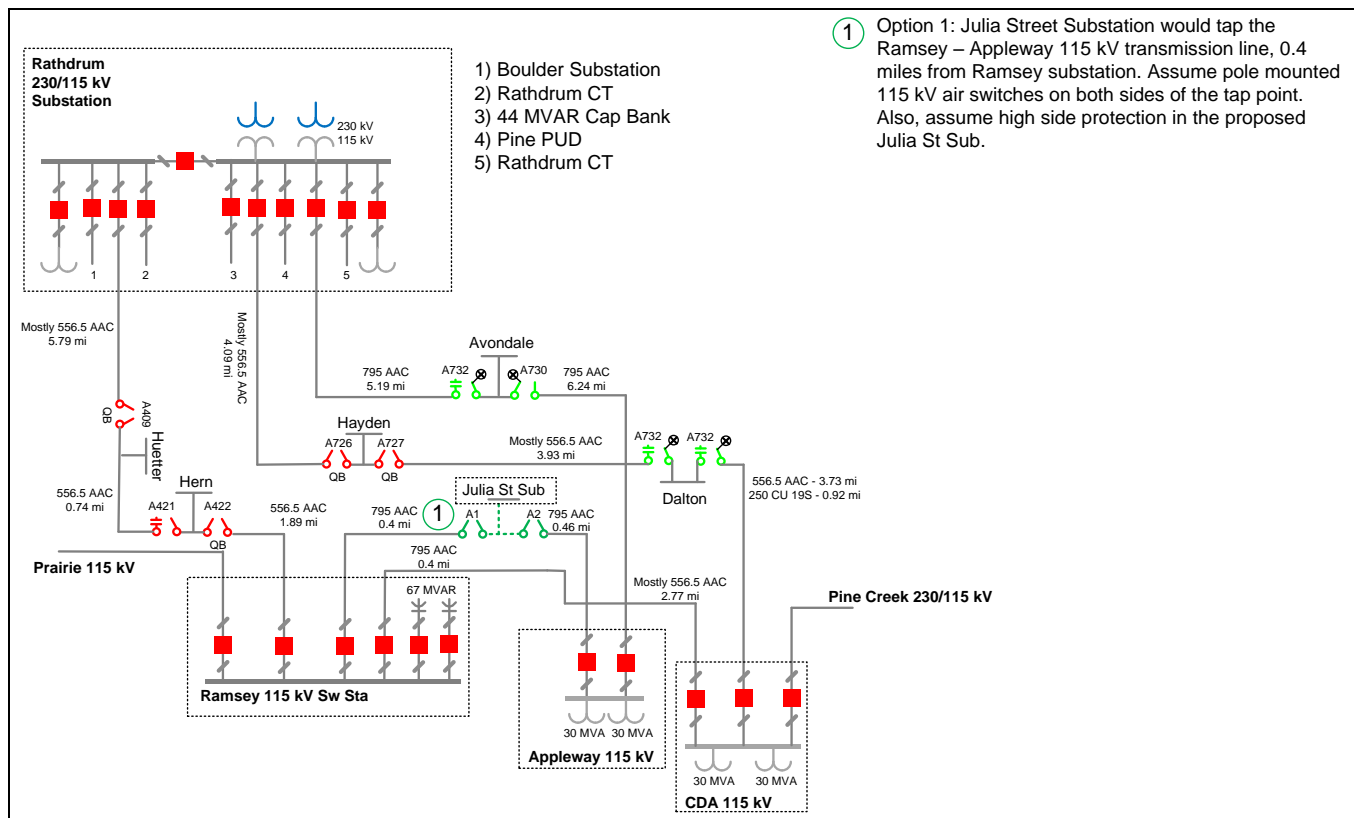 Rathdrum
230/115 kV
Substation
230 kV
115 kV
1) Boulder Substation
2) Rathdrum CT
3) 44 MVAR Cap Bank
4) Pine PUD
5) Rathdrum CT
1
Option 1: Julia Street Substation would tap the
Ramsey – Appleway 115 kV transmission line, 0.4
miles from Ramsey substation. Assume pole mounted
115 kV air switches on both sides of the tap point.
Also, assume high side protection in the proposed
Julia St Sub.
1
2
3
4
5
Mostly 556.5 AAC
5.79 mi
Mostly 556.5 AAC
4.09 mi
Avondale
795 AAC
5.19 mi
A732
A730
795 AAC
6.24 mi
A409
QB
Huetter
Hayden
A726
A727
QB
QB
Mostly 556.5 AAC
3.93 mi
A732
A732
Dalton
556.5 AAC - 3.73 mi
250 CU 19S - 0.92 mi
556.5 AAC
0.74 mi
Hern
A421
A422
QB
556.5 AAC
1.89 mi
Julia St Sub
1
795 AAC
0.4 mi
A1
A2
795 AAC
0.46 mi
795 AAC
0.4 mi
Prairie 115 kV
Mostly 556.5 AAC
2.77 mi
Pine Creek 230/115 kV
67 MVAR
Ramsey 115 kV Sw Sta
30 MVA
30 MVA
Appleway 115 kV
30 MVA
30 MVA
CDA 115 kV